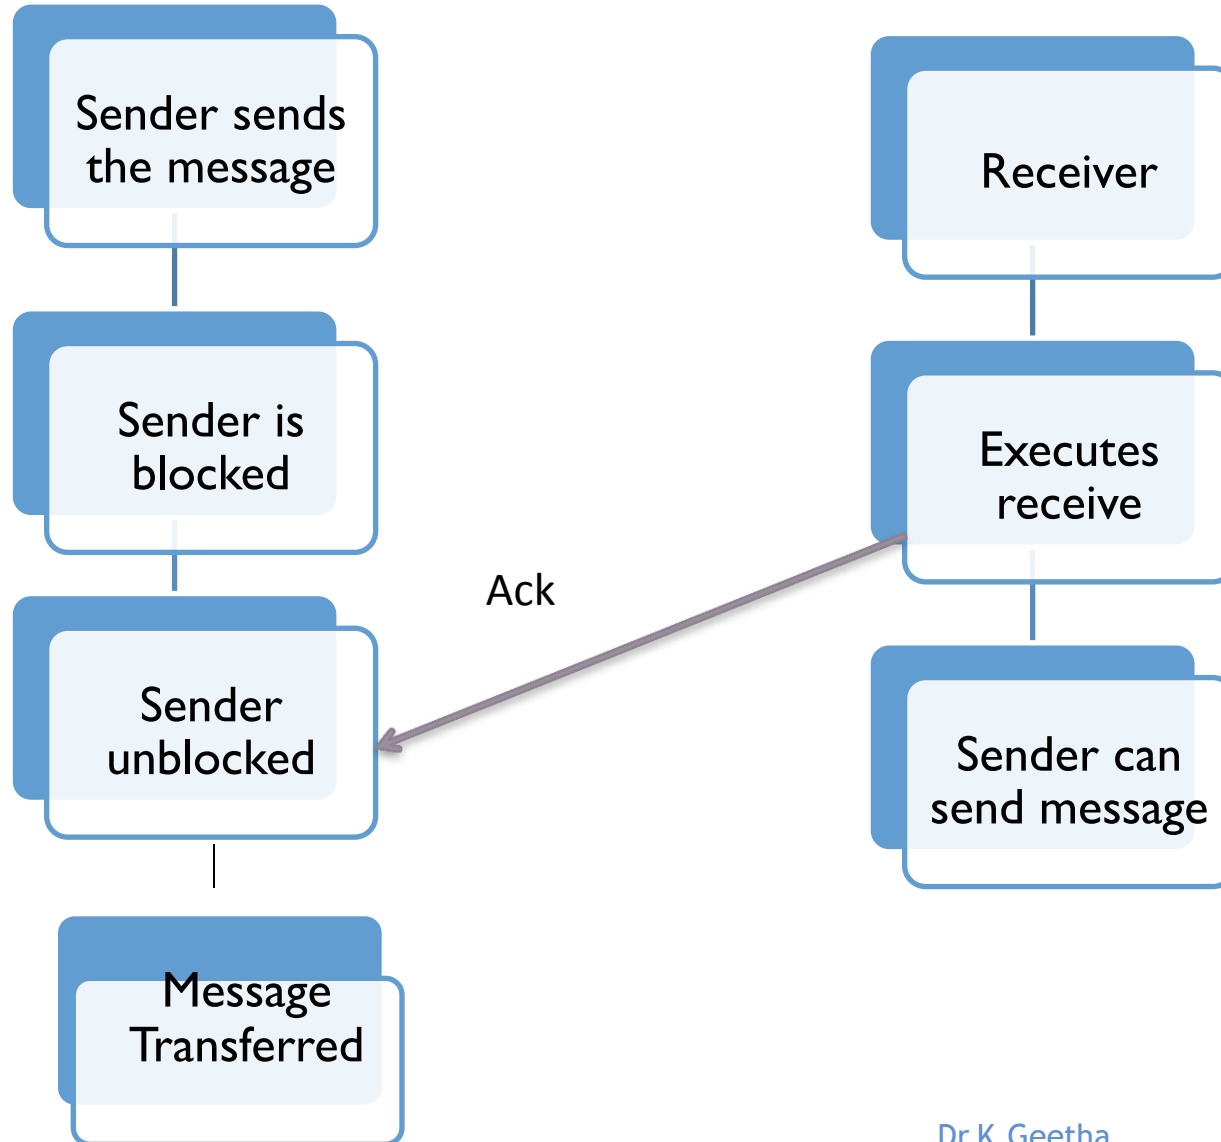 Sender sends
the message
Sender is
blocked
Sender
unblocked
Message
Transferred
Ack
Receiver
Executes
receive
Sender can
send message
Dr K Geetha